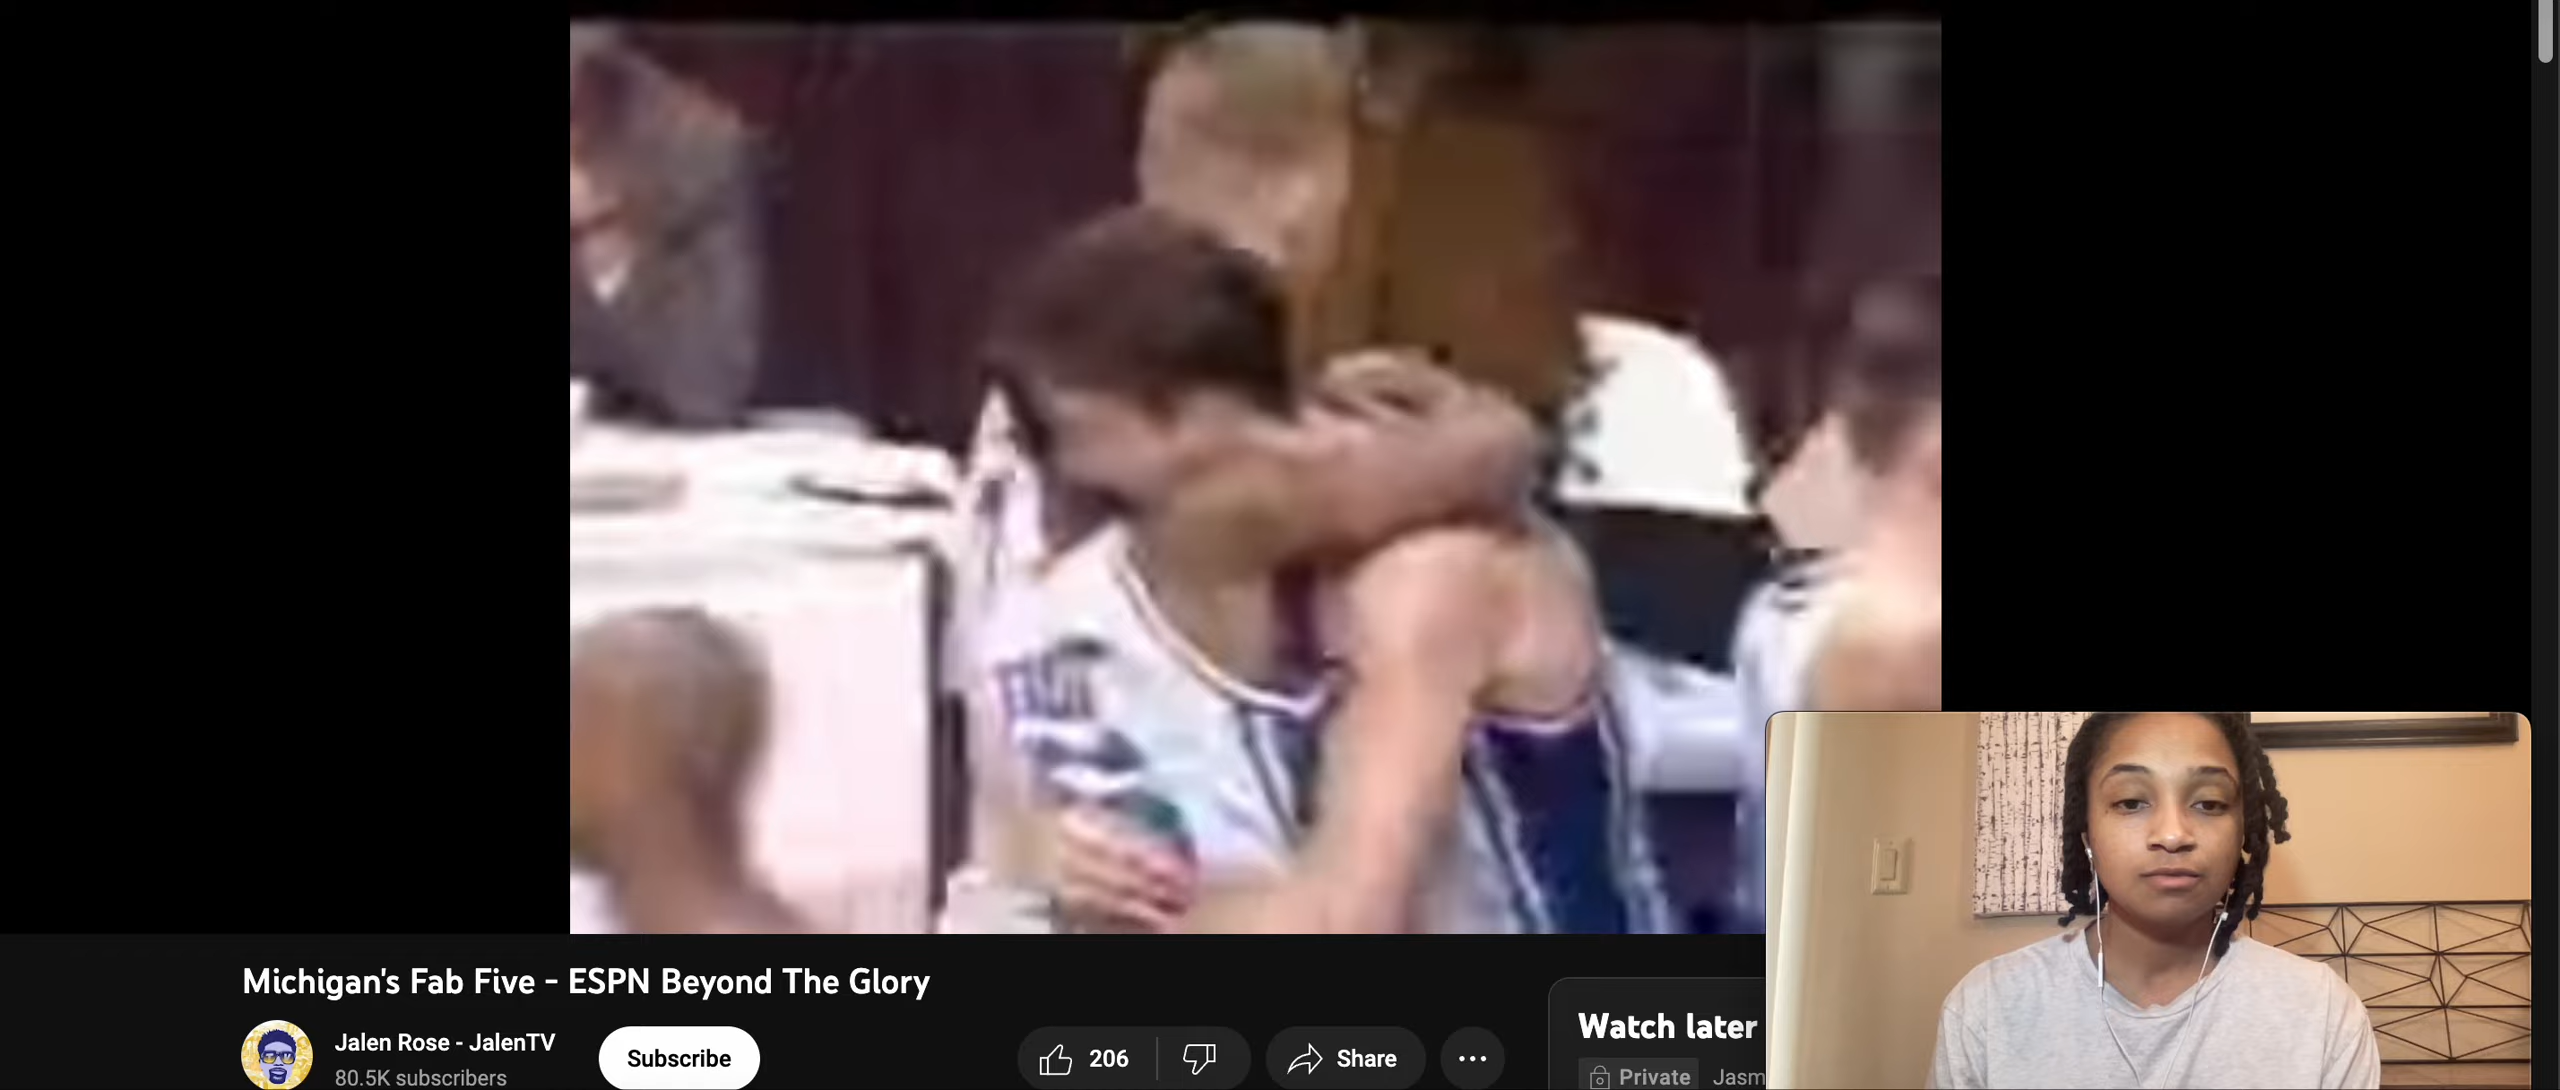 Michigan's Fab Five - ESPN Beyond The Glory
Jalen Rose - JalenTV
80.5K subscribers
Subscribe
206
Share
Watch later
Private Jasm